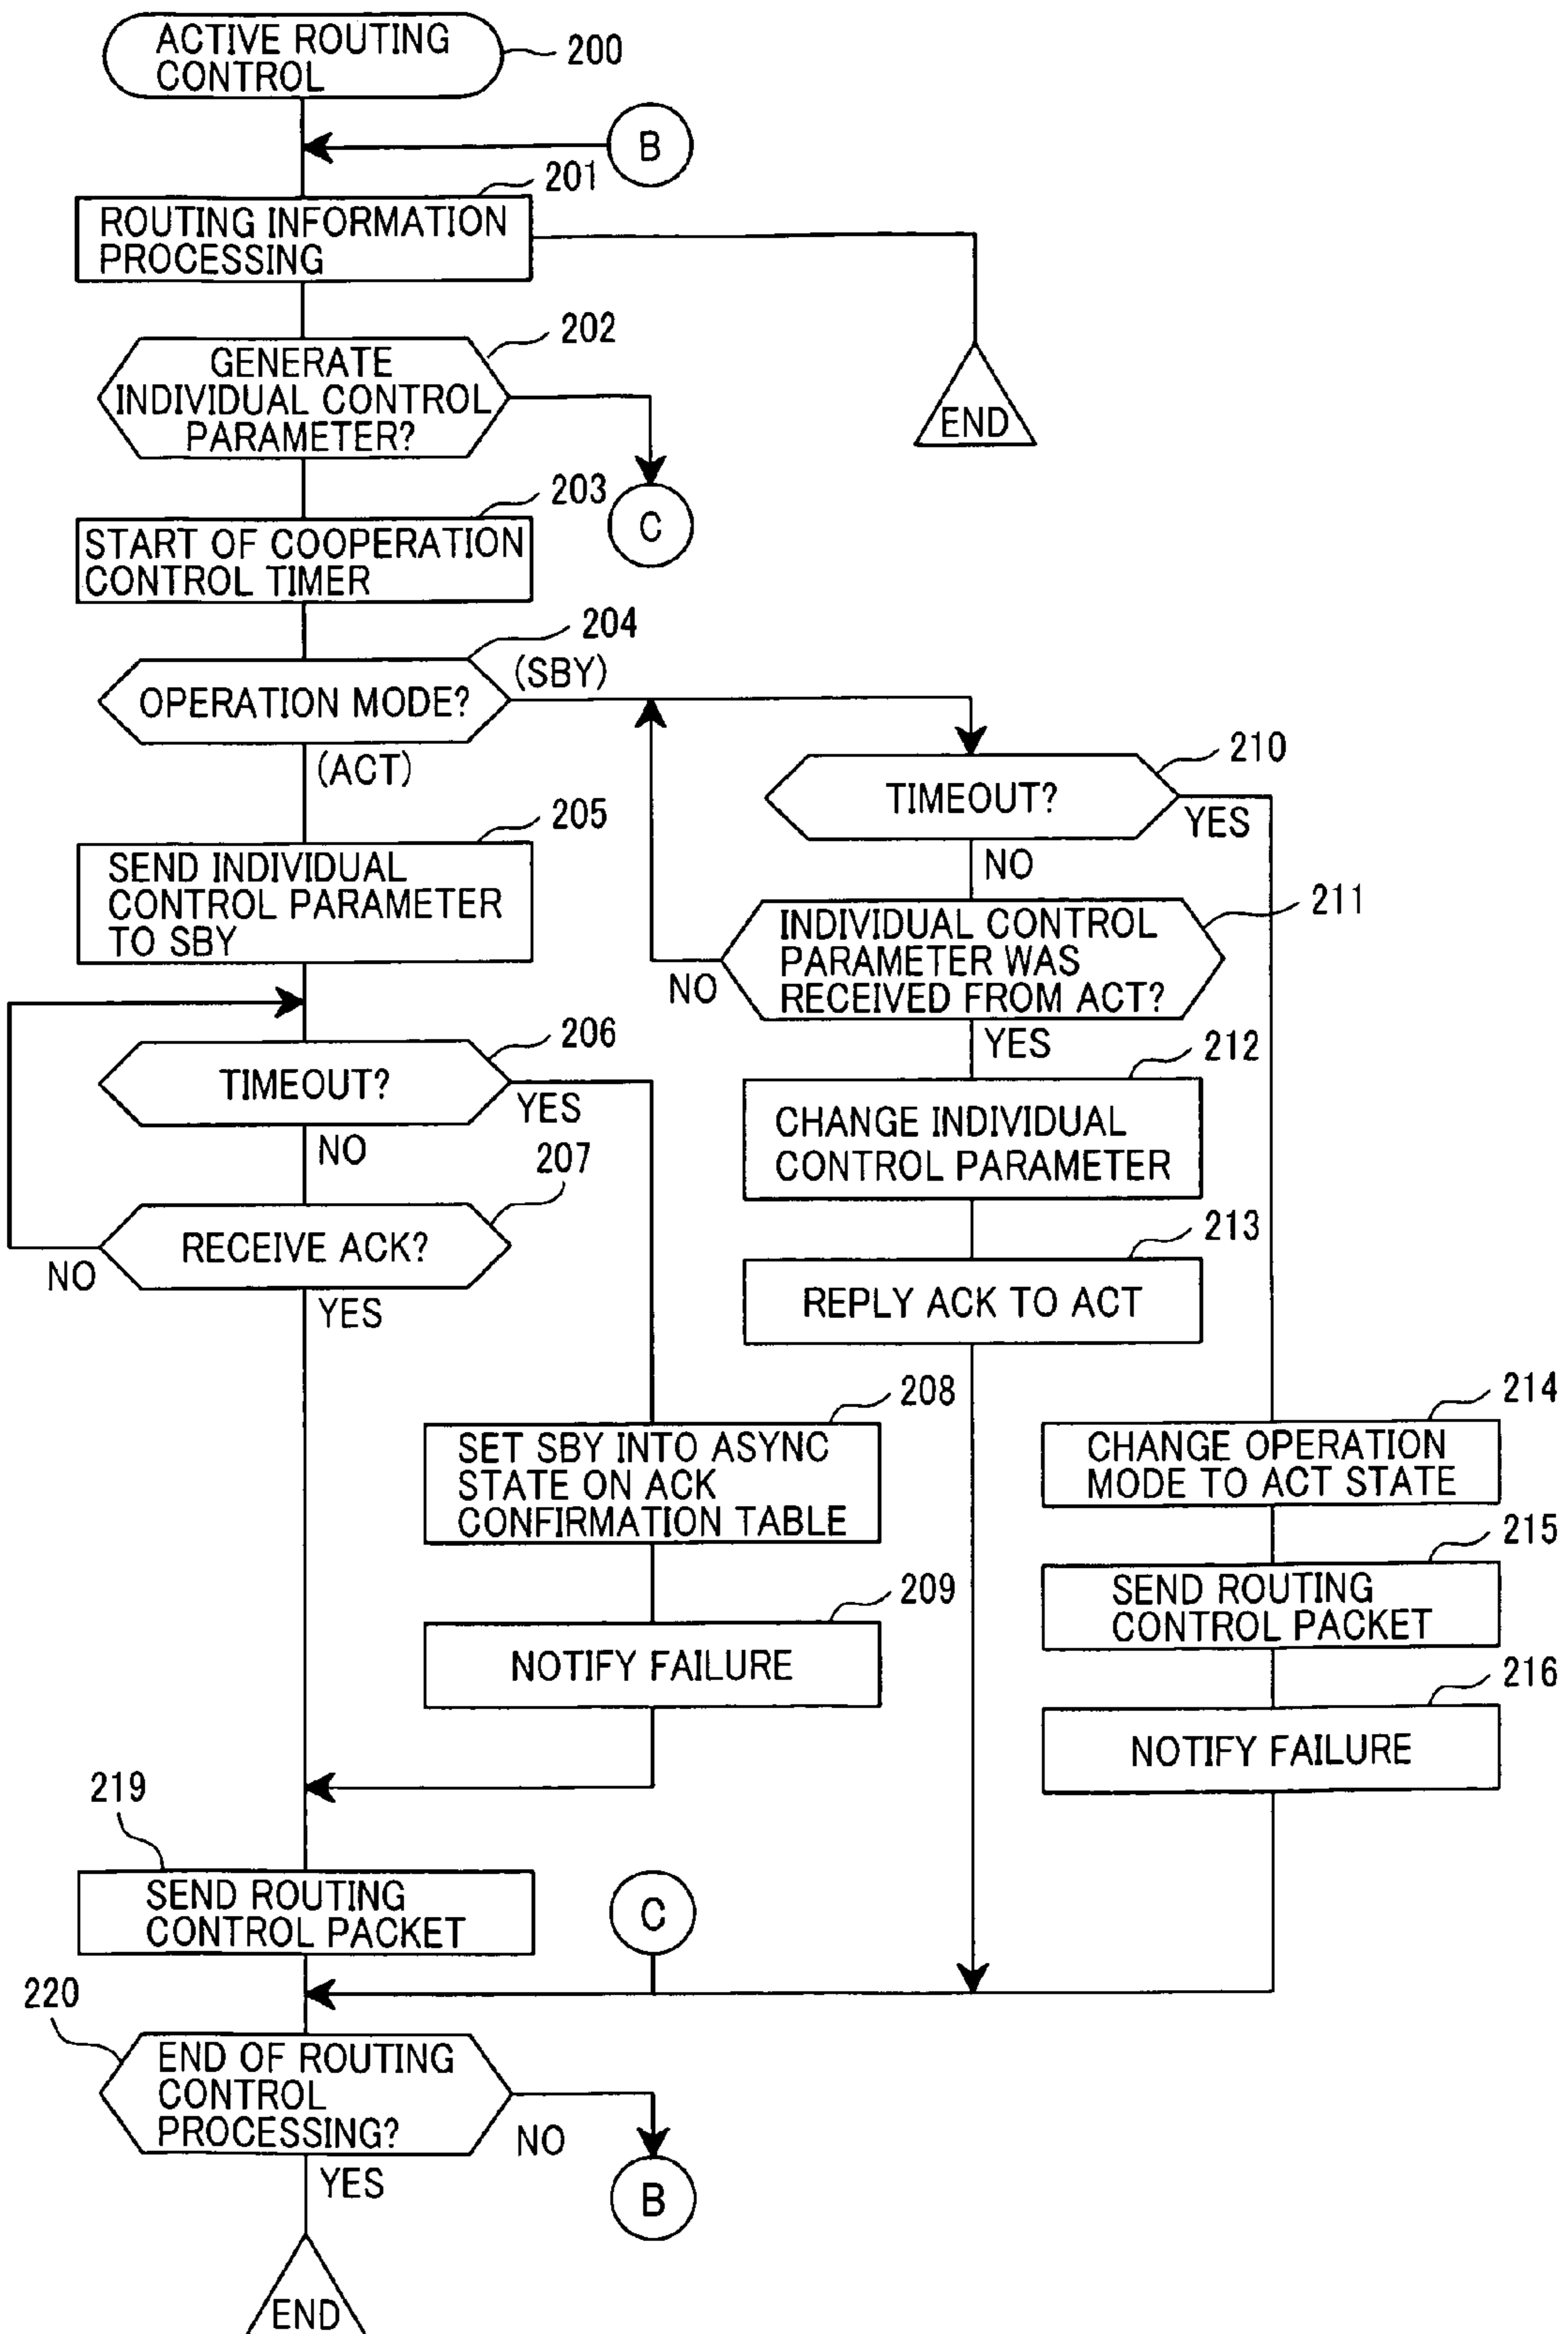 ACTIVE ROUTING
CONTROL
200
B
201
ROUTING INFORMATION
PROCESSING
202
GENERATE
INDIVIDUAL CONTROL
PARAMETER?
END
203
C
START OF COOPERATION
CONTROL TIMER
204
(SBY)
OPERATION MODE?
(ACT)
210
TIMEOUT?
YES
NO
205
SEND INDIVIDUAL
CONTROL PARAMETER
TO SBY
211
INDIVIDUAL CONTROL
PARAMETER WAS
RECEIVED FROM ACT?
NO
YES
206
TIMEOUT?
YES
NO
212
CHANGE INDIVIDUAL
CONTROL PARAMETER
207
RECEIVE ACK?
NO
YES
213
REPLY ACK TO ACT
208
SET SBY INTO ASYNC
STATE ON ACK
CONFIRMATION TABLE
214
CHANGE OPERATION
MODE TO ACT STATE
209
NOTIFY FAILURE
215
SEND ROUTING
CONTROL PACKET
216
NOTIFY FAILURE
219
SEND ROUTING
CONTROL PACKET
C
220
END OF ROUTING
CONTROL
PROCESSING?
NO
YES
B
END